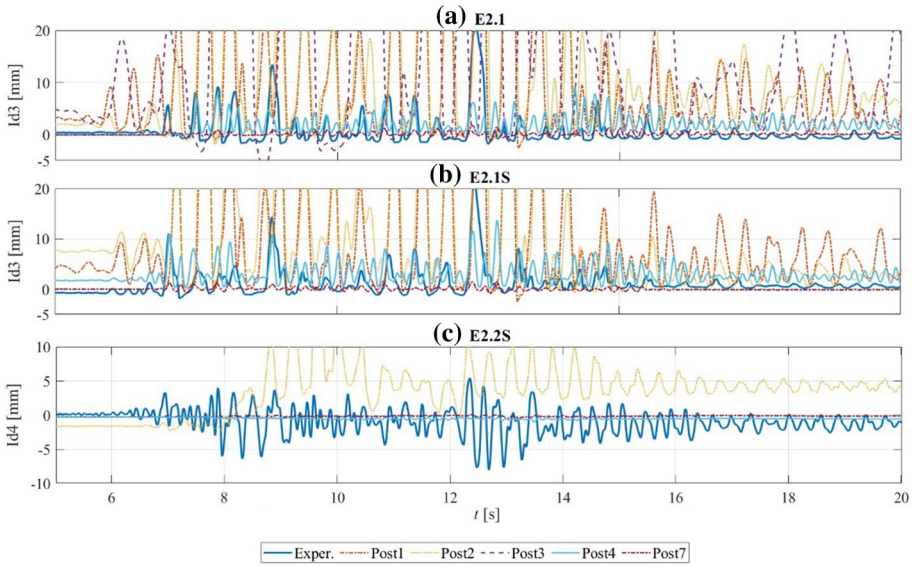 (a) E2.1
20
10
0
-5
Id3 [mm]
(b) E2.1S
20
10
0
-5
Id3 [mm]
(c) E2.2S
10
5
0
-5
-10
Id4 [mm]
6 8 10 12 14 16 18 20
t [s]
Exper. Post1 Post2 Post3 Post4 Post7